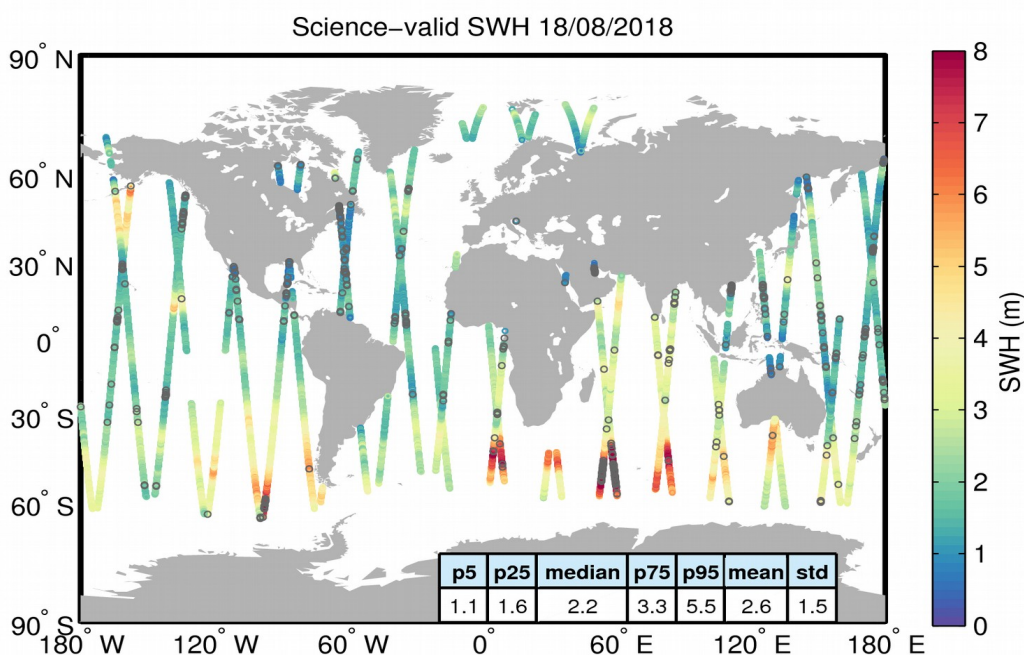 Science−valid SWH 18/08/2018
90° N
60° N
30° N
0°
30° S
60° S
90° S
180° W
120° W
60° W
0°
60° E
120° E
180° E
8
7
6
5
4
3
2
1
0
SWH (m)
p5 p25 median p75 p95 mean std
1.1 1.6 2.2 3.3 5.5 2.6 1.5